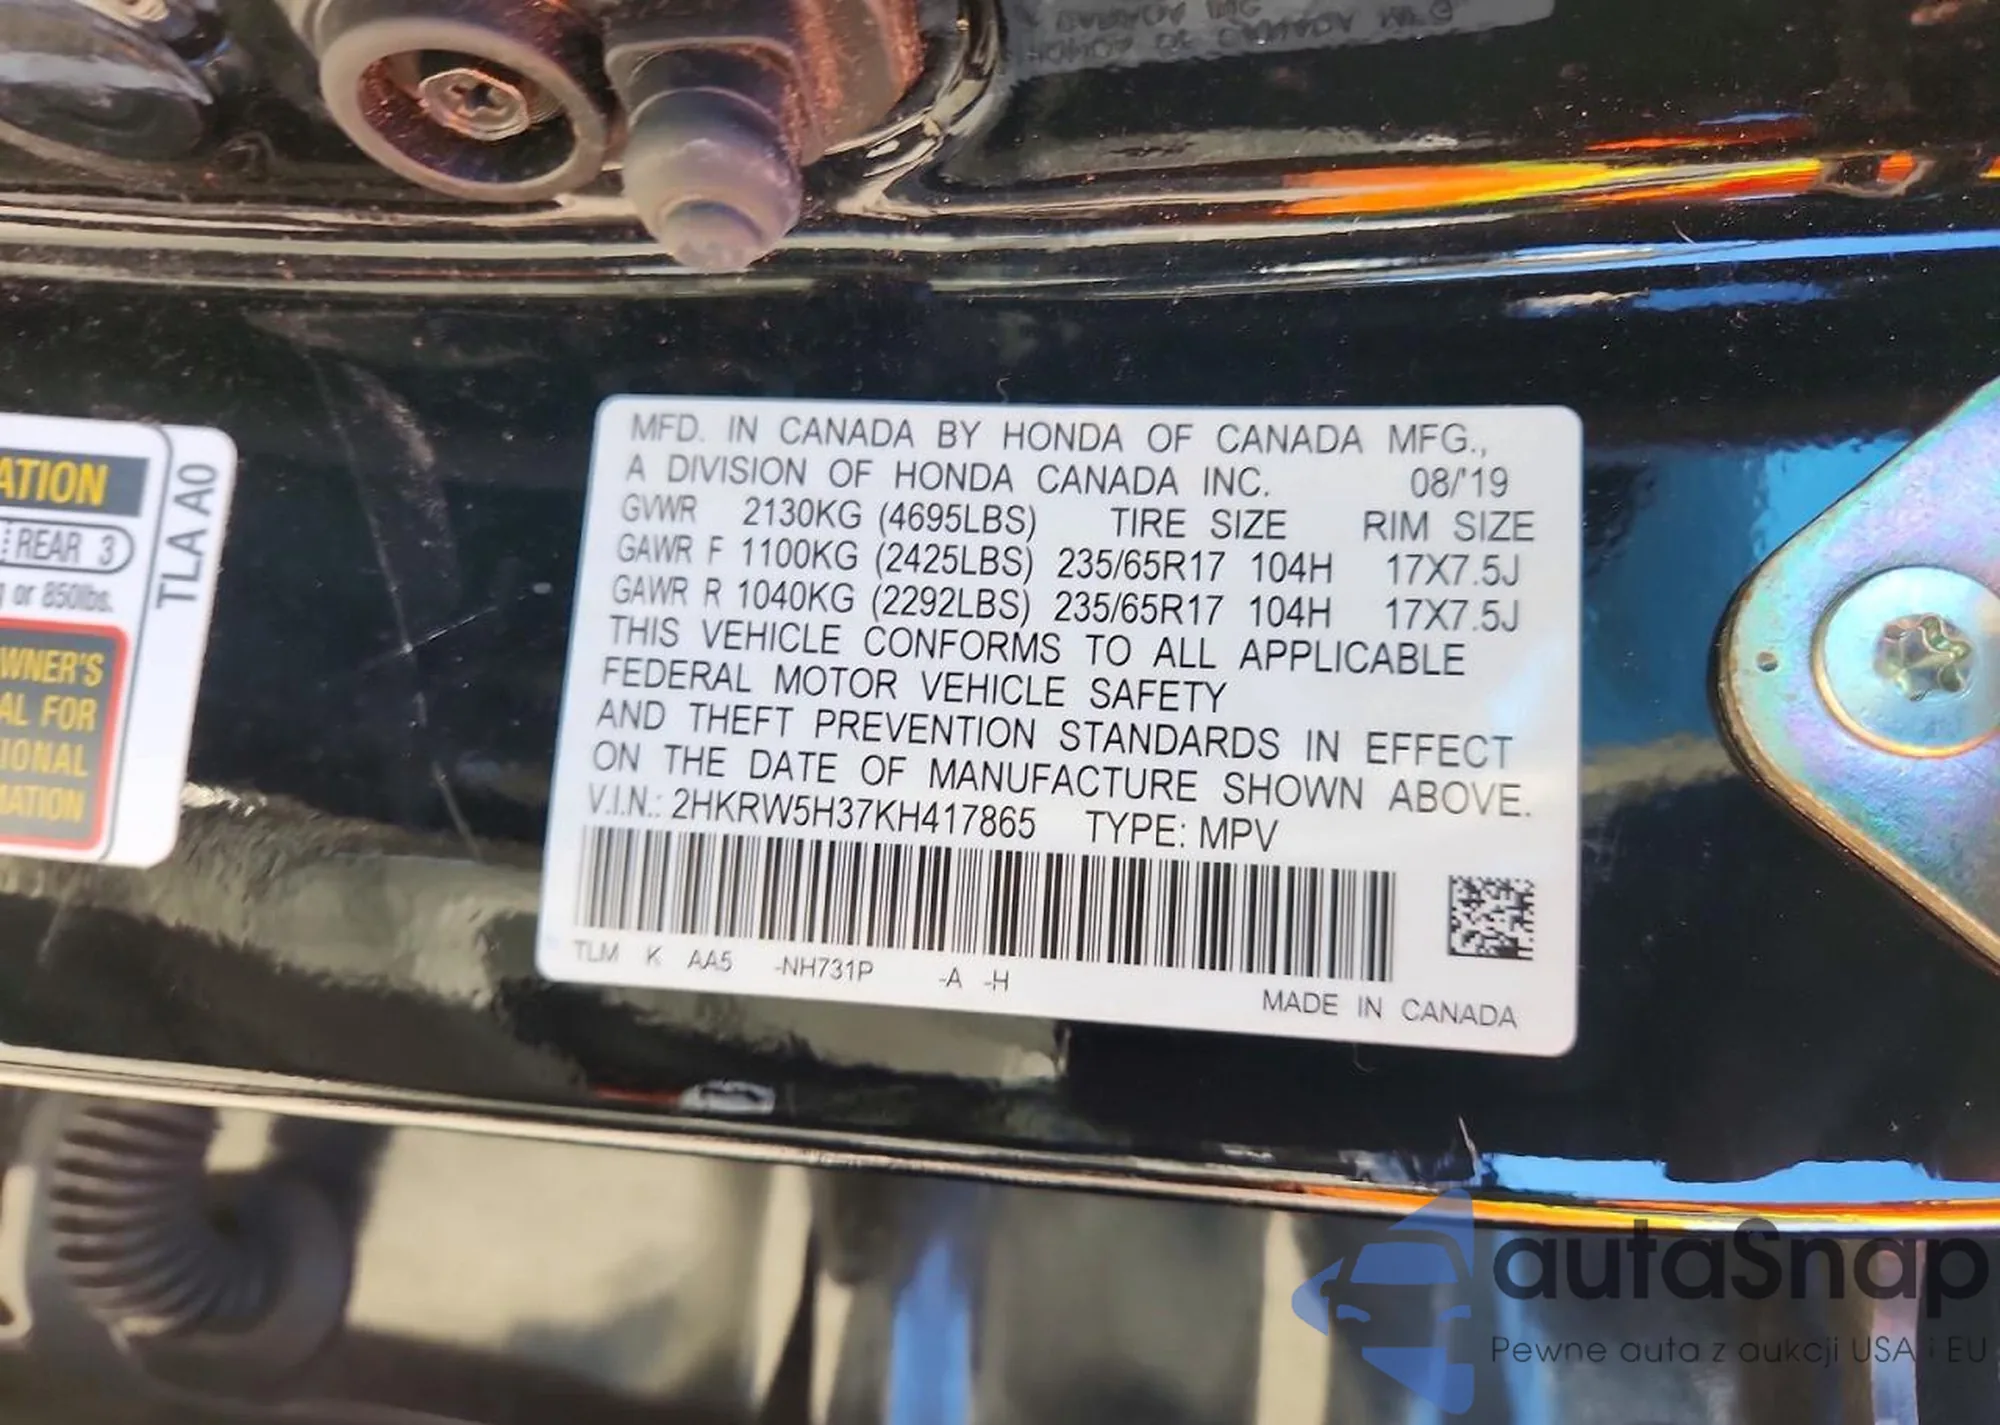 MFD. IN CANADA BY HONDA OF CANADA MFG.,
A DIVISION OF HONDA CANADA INC. 08/'19
GVWR 2130KG (4695LBS) TIRE SIZE RIM SIZE
GAWR F 1100KG (2425LBS) 235/65R17 104H 17X7.5J
GAWR R 1040KG (2292LBS) 235/65R17 104H 17X7.5J
THIS VEHICLE CONFORMS TO ALL APPLICABLE
FEDERAL MOTOR VEHICLE SAFETY
AND THEFT PREVENTION STANDARDS IN EFFECT
ON THE DATE OF MANUFACTURE SHOWN ABOVE.
V.I.N.: 2HKRW5H37KH417865 TYPE: MPV
TLM K AA5 -NH731P -A -H
MADE IN CANADA
ATION
REAR 3
or 850lbs.
WNER'S
AL FOR
IONAL
MATION
TLA A0
autaSnap
Pewne auta z aukcji USA i EU